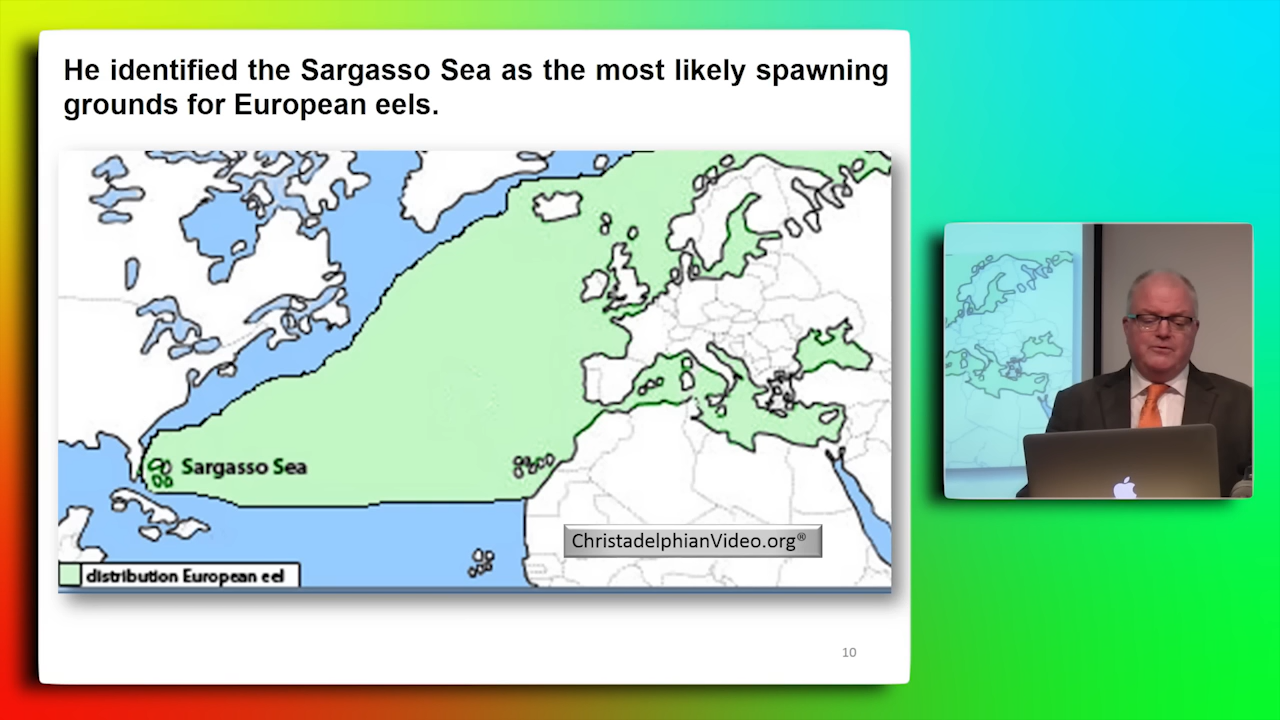 He identified the Sargasso Sea as the most likely spawning
grounds for European eels.
Sargasso Sea
ChristadelphianVideo.org®
distribution European eel
10